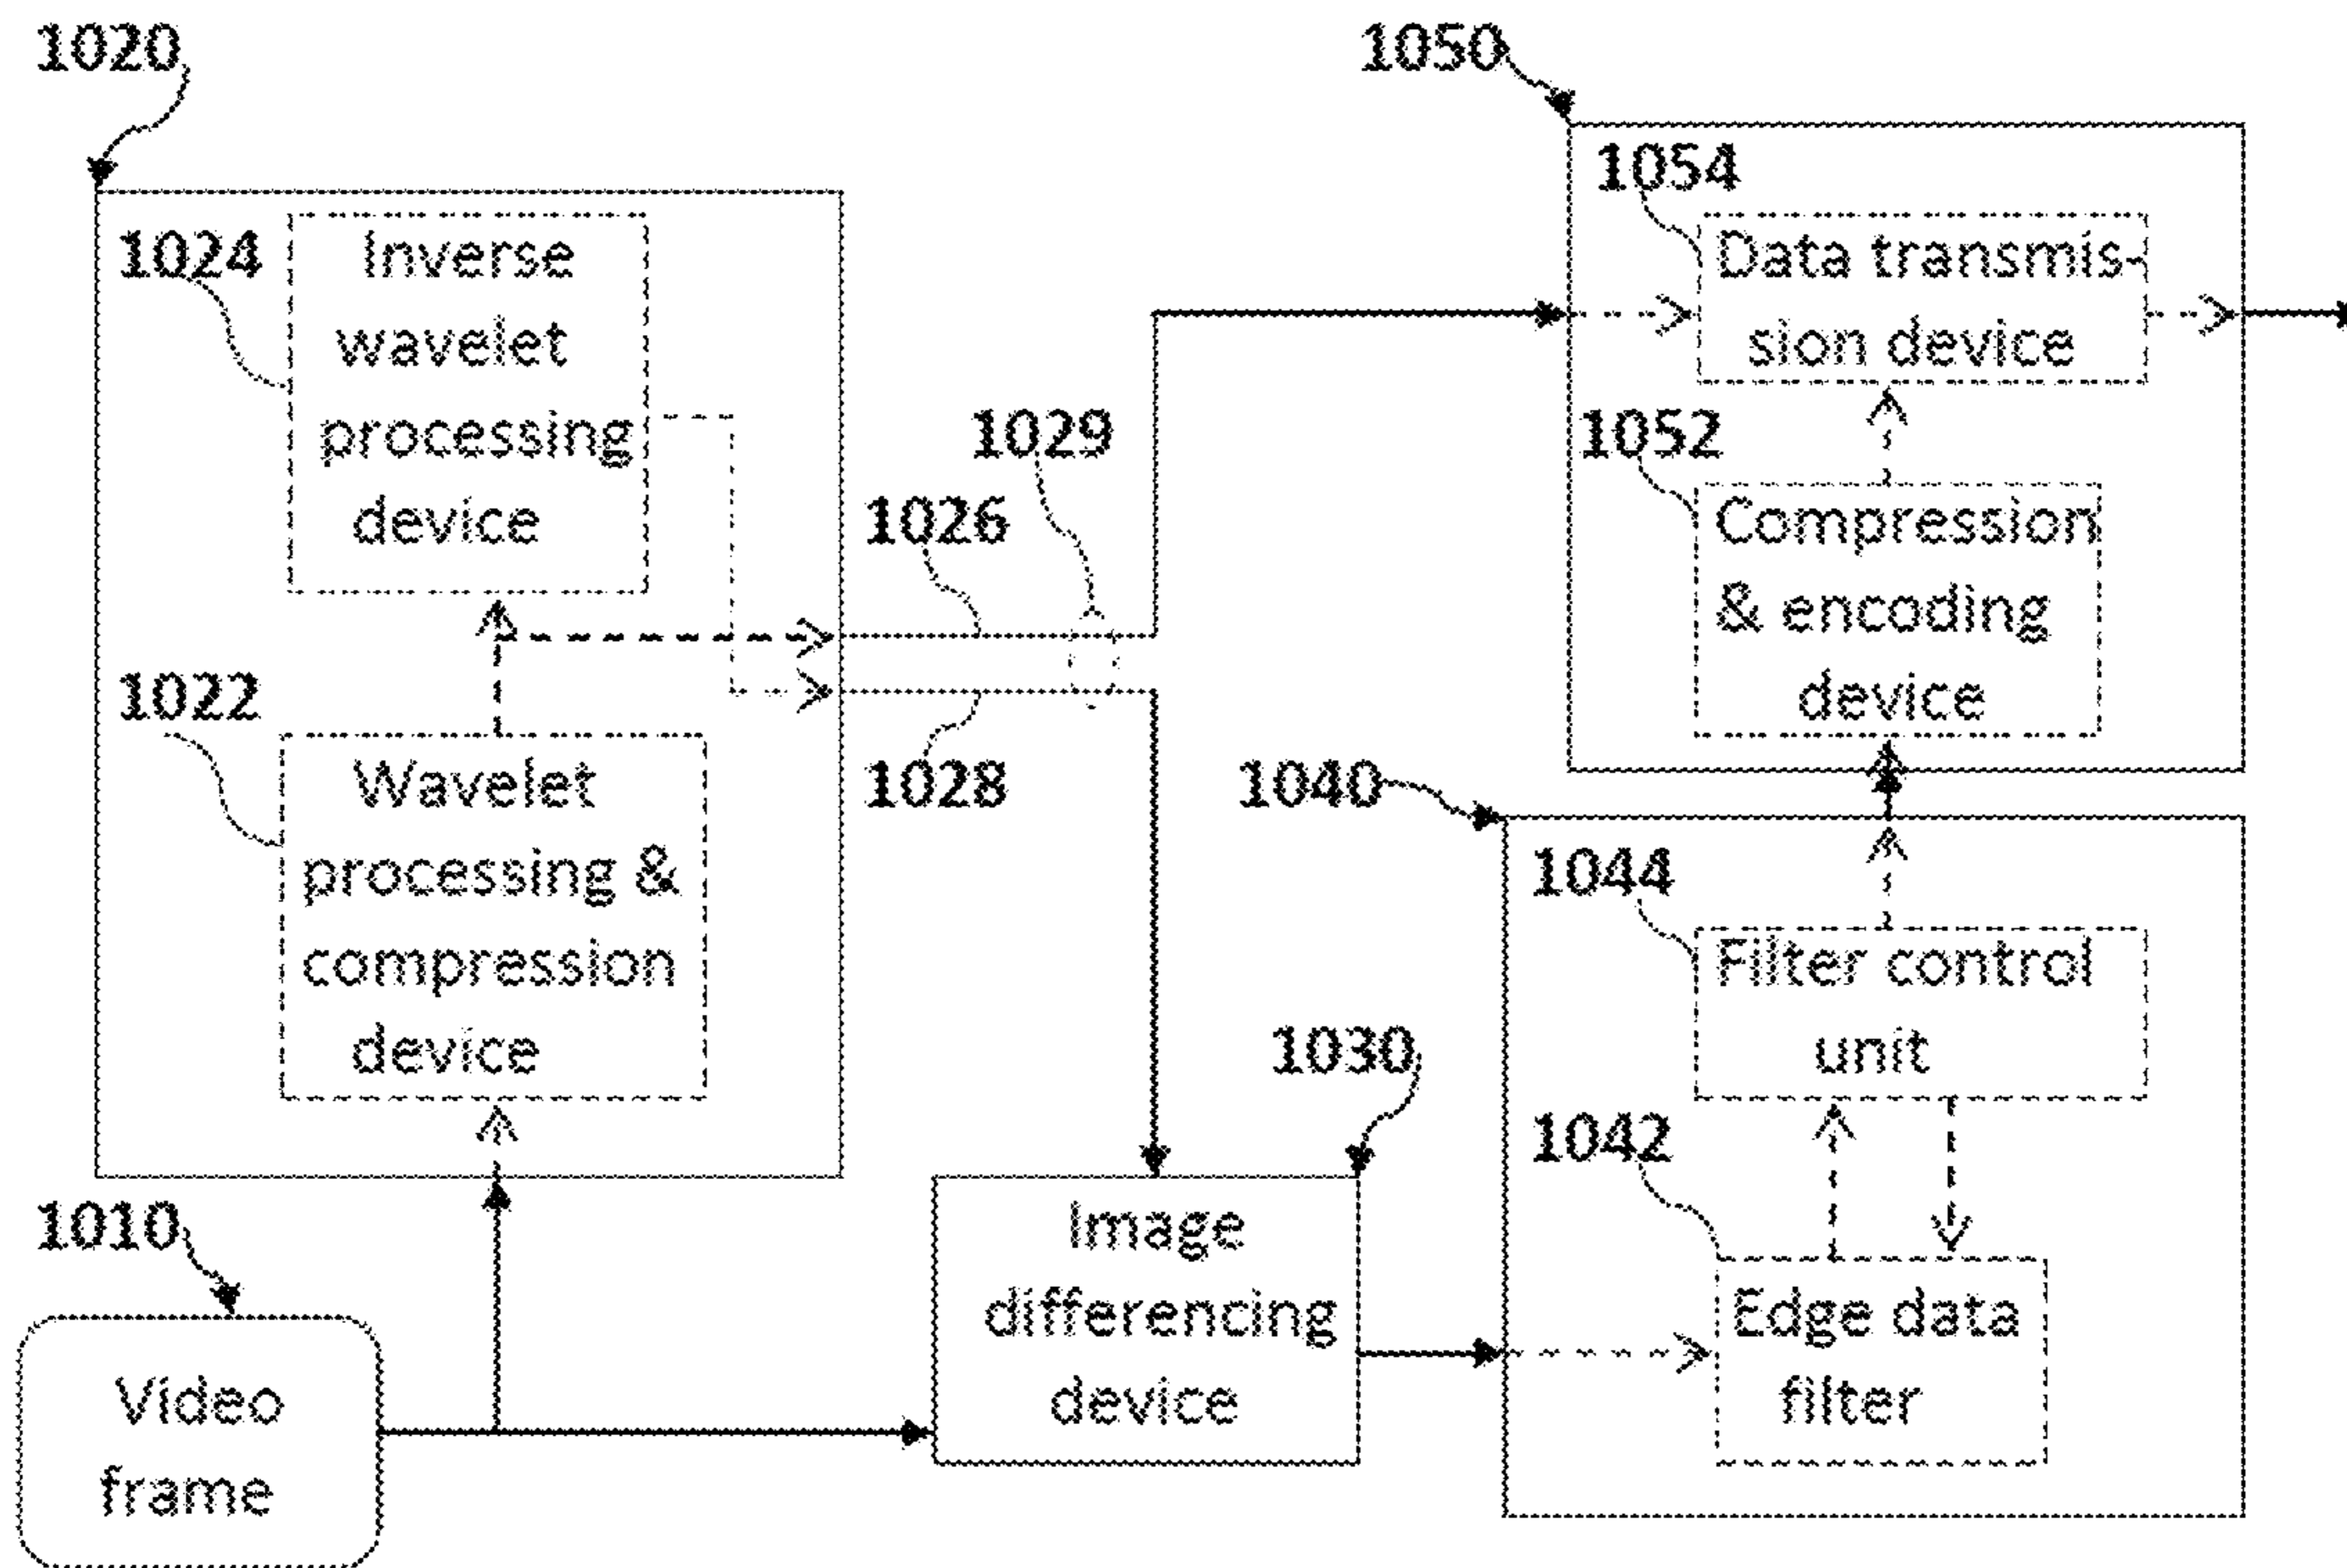 1020
1024
Inverse
wavelet
processing
device
1022
Wavelet
processing &
compression
device
1010
Video
frame
1026
1029
1028
1030
Image
differencing
device
1050
1054
Data transmis-
sion device
1052
Compression
& encoding
device
1040
1044
Filter control
unit
1042
Edge data
filter